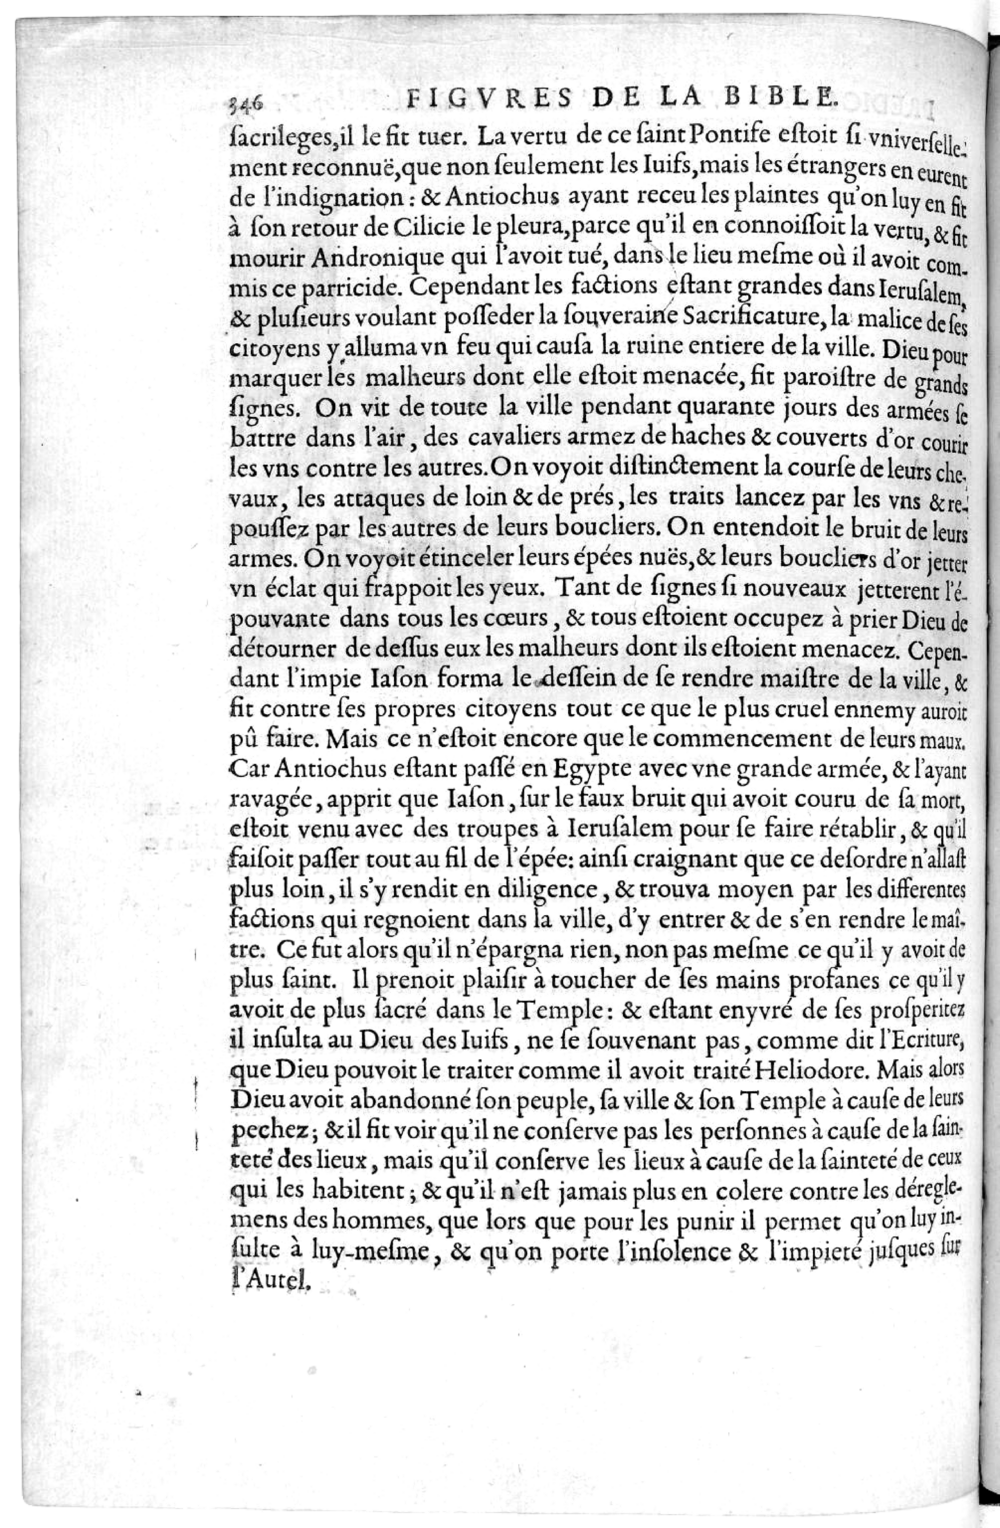 346 FIGVRES DE LA BIBLE.
ſacrileges, il le fit tuer. La vertu de ce ſaint Pontife eſtoit ſi vniverſelle-
ment reconnuë, que non ſeulement les Iuifs, mais les étrangers en eurent
de l'indignation : & Antiochus ayant receu les plaintes qu'on luy en fit
à ſon retour de Cilicie le pleura, parce qu'il en connoiſſoit la vertu, & fit
mourir Andronique qui l'avoit tué, dans le lieu meſme où il avoit com-
mis ce parricide. Cependant les factions eſtant grandes dans Ieruſalem,
& pluſieurs voulant poſſeder la ſouveraine Sacrificature, la malice de ſes
citoyens y alluma vn feu qui cauſa la ruine entiere de la ville. Dieu pour
marquer les malheurs dont elle eſtoit menacée, fit paroiſtre de grands
ſignes. On vit de toute la ville pendant quarante jours des armées ſe
battre dans l'air, des cavaliers armez de haches & couverts d'or courir
les vns contre les autres. On voyoit diſtinctement la courſe de leurs che-
vaux, les attaques de loin & de prés, les traits lancez par les vns & re-
pouſſez par les autres de leurs boucliers. On entendoit le bruit de leurs
armes. On voyoit étinceler leurs épées nuës, & leurs boucliers d'or jetter
vn éclat qui frappoit les yeux. Tant de ſignes ſi nouveaux jetterent l'é-
pouvante dans tous les cœurs, & tous eſtoient occupez à prier Dieu de
détourner de deſſus eux les malheurs dont ils eſtoient menacez. Cepen-
dant l'impie Iaſon forma le deſſein de ſe rendre maiſtre de la ville, &
fit contre ſes propres citoyens tout ce que le plus cruel ennemy auroit
pû faire. Mais ce n'eſtoit encore que le commencement de leurs maux.
Car Antiochus eſtant paſſé en Egypte avec vne grande armée, & l'ayant
ravagée, apprit que Iaſon, ſur le faux bruit qui avoit couru de ſa mort,
eſtoit venu avec des troupes à Ieruſalem pour ſe faire rétablir, & qu'il
faiſoit paſſer tout au fil de l'épée : ainſi craignant que ce deſordre n'allaſt
plus loin, il s'y rendit en diligence, & trouva moyen par les differentes
factions qui regnoient dans la ville, d'y entrer & de s'en rendre le maî-
tre. Ce fut alors qu'il n'épargna rien, non pas meſme ce qu'il y avoit de
plus ſaint. Il prenoit plaiſir à toucher de ſes mains profanes ce qu'il y
avoit de plus ſacré dans le Temple : & eſtant enyvré de ſes proſperitez
il inſulta au Dieu des Iuifs, ne ſe ſouvenant pas, comme dit l'Ecriture,
que Dieu pouvoit le traiter comme il avoit traité Heliodore. Mais alors
Dieu avoit abandonné ſon peuple, ſa ville & ſon Temple à cauſe de leurs
pechez ; & il fit voir qu'il ne conſerve pas les perſonnes à cauſe de la ſain-
teté des lieux, mais qu'il conſerve les lieux à cauſe de la ſainteté de ceux
qui les habitent ; & qu'il n'eſt jamais plus en colere contre les déregle-
mens des hommes, que lors que pour les punir il permet qu'on luy in-
ſulte à luy-meſme, & qu'on porte l'inſolence & l'impieté juſques ſur
l'Autel.